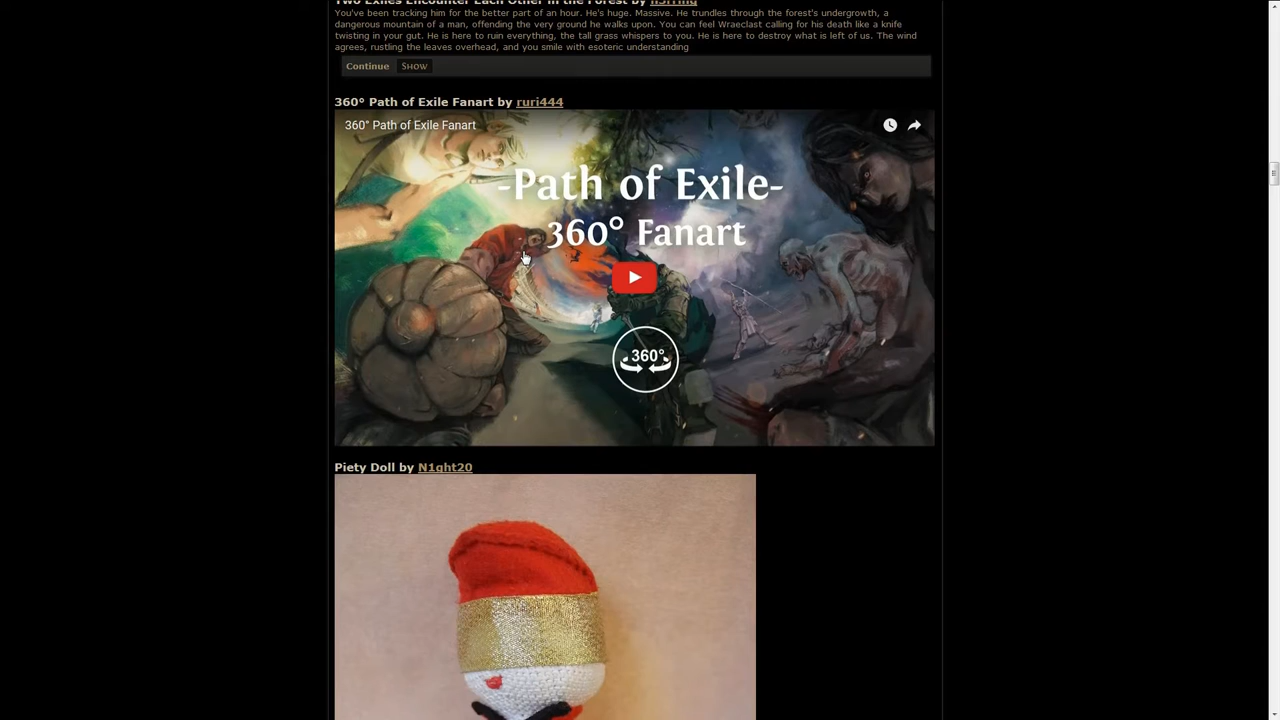 Two Exiles Encounter Each Other in the Forest by n3rring
You've been tracking him for the better part of an hour. He's huge. Massive. He trundles through the forest's undergrowth, a
dangerous mountain of a man, offending the very ground he walks upon. You can feel Wraeclast calling for his death like a knife
twisting in your gut. He is here to ruin everything, the tall grass whispers to you. He is here to destroy what is left of us. The wind
agrees, rustling the leaves overhead, and you smile with esoteric understanding
Continue SHOW
360° Path of Exile Fanart by ruri444
360° Path of Exile Fanart
-Path of Exile-
360° Fanart
360°
Piety Doll by N1ght20